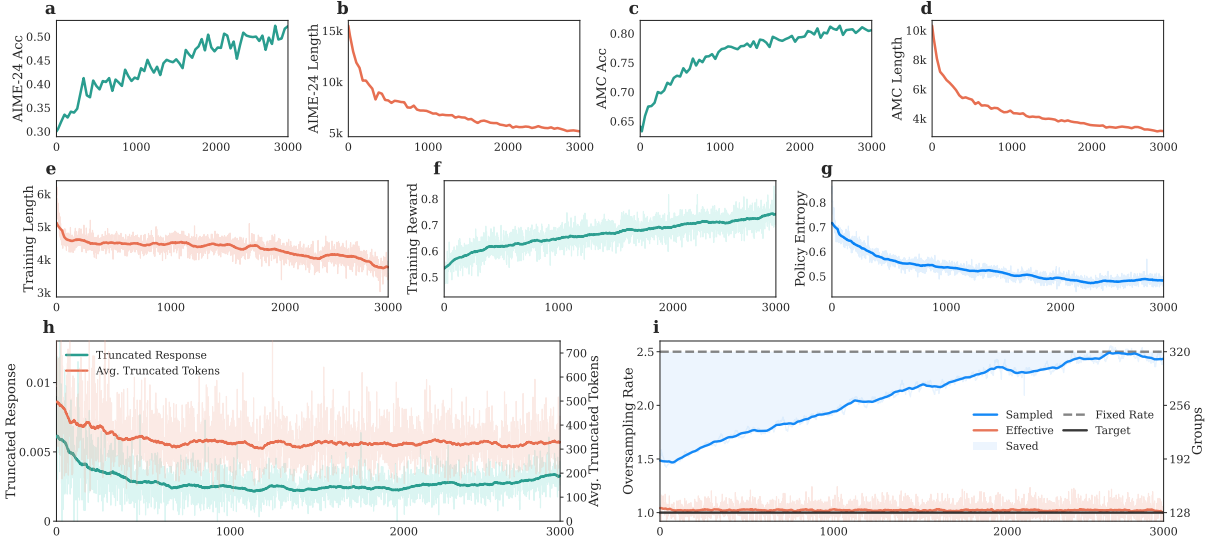 a
AIME-24 Acc
0.50
0.45
0.40
0.35
0.30
0 1000 2000 3000
b
AIME-24 Length
15k
10k
5k
0 1000 2000 3000
c
AMC Acc
0.80
0.75
0.70
0.65
0 1000 2000 3000
d
AMC Length
10k
8k
6k
4k
0 1000 2000 3000
e
Training Length
6k
5k
4k
3k
0 1000 2000 3000
f
Training Reward
0.8
0.7
0.6
0.5
0 1000 2000 3000
g
Policy Entropy
0.8
0.7
0.6
0.5
0 1000 2000 3000
h
Truncated Response
0.01
0.005
0
Truncated Response
Avg. Truncated Tokens
700
600
500
400
300
200
100
0
Avg. Truncated Tokens
0 1000 2000 3000
i
Oversampling Rate
2.5
2.0
1.5
1.0
Sampled
Effective
Saved
Fixed Rate
Target
320
256
192
128
Groups
0 1000 2000 3000